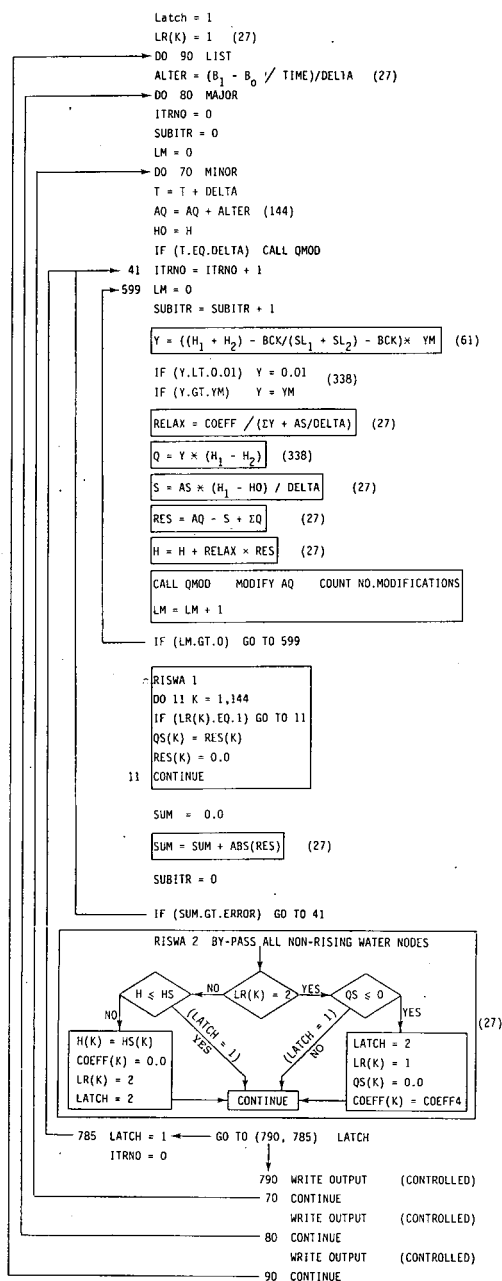 Latch = 1
LR(K) = 1 (27)
DO 90 LIST
ALTER = (B1 - B0 / TIME)/DELTA (27)
DO 80 MAJOR
ITRNO = 0
SUBITR = 0
LM = 0
DO 70 MINOR
T = T + DELTA
AQ = AQ + ALTER (144)
HO = H
IF (T.EQ.DELTA) CALL QMOD
41 ITRNO = ITRNO + 1
599 LM = 0
SUBITR = SUBITR + 1
Y = ((H1 + H2) - BCK/(SL1 + SL2) - BCK)* YM (61)
IF (Y.LT.0.01) Y = 0.01 (338)
IF (Y.GT.YM) Y = YM
RELAX = COEFF /(ΣY + AS/DELTA) (27)
Q = Y * (H1 - H2) (338)
S = AS * (H1 - HO) / DELTA (27)
RES = AQ - S + ΣQ (27)
H = H + RELAX × RES (27)
CALL QMOD MODIFY AQ COUNT NO.MODIFICATIONS
LM = LM + 1
IF (LM.GT.0) GO TO 599
RISWA 1
DO 11 K = 1,144
IF (LR(K).EQ.1) GO TO 11
QS(K) = RES(K)
RES(K) = 0.0
11 CONTINUE
SUM = 0.0
SUM = SUM + ABS(RES) (27)
SUBITR = 0
IF (SUM.GT.ERROR) GO TO 41
RISWA 2 BY-PASS ALL NON-RISING WATER NODES
H ≤ HS NO LR(K) = 2 YES QS ≤ 0
NO (LATCH = 1) YES (LATCH = 1) NO YES (27)
H(K) = HS(K)
COEFF(K) = 0.0
LR(K) = 2
LATCH = 2
CONTINUE
LATCH = 2
LR(K) = 1
QS(K) = 0.0
COEFF(K) = COEFF4
785 LATCH = 1 GO TO (790, 785) LATCH
ITRNO = 0
790 WRITE OUTPUT (CONTROLLED)
70 CONTINUE
WRITE OUTPUT (CONTROLLED)
80 CONTINUE
WRITE OUTPUT (CONTROLLED)
90 CONTINUE